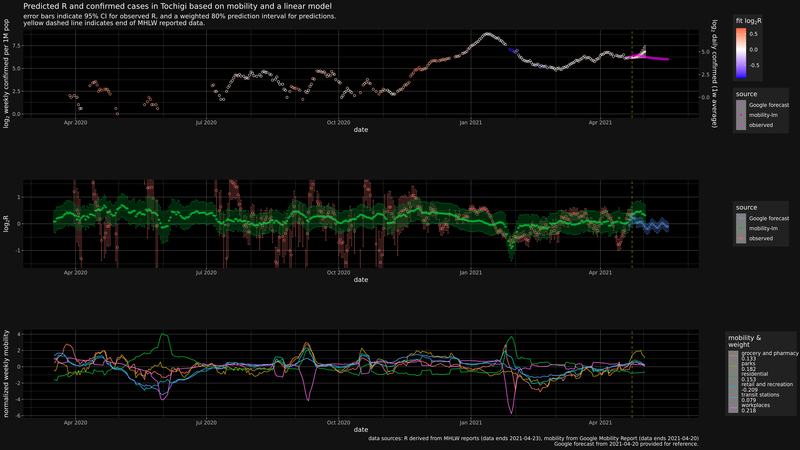 Predicted R and confirmed cases in Tochigi based on mobility and a linear model
error bars indicate 95% CI for observed R, and a weighted 80% prediction interval for predictions.
yellow dashed line indicates end of MHLW reported data.
log2 weekly confirmed per 1M pop
7.5
5.0
2.5
0.0
Apr 2020
Jul 2020
Oct 2020
Jan 2021
Apr 2021
date
5.0
2.5
0.0
log2 daily confirmed (1w average)
fit log2R
0.5
0.0
-0.5
source
Google forecast
mobility-lm
observed
log2R
1
0
-1
Apr 2020
Jul 2020
Oct 2020
Jan 2021
Apr 2021
date
source
Google forecast
mobility-lm
observed
normalized weekly mobility
4
2
0
-2
-4
-6
Apr 2020
Jul 2020
Oct 2020
Jan 2021
Apr 2021
date
mobility &
weight
grocery and pharmacy
0.133
parks
0.182
residential
0.153
retail and recreation
-0.209
transit stations
0.079
workplaces
0.218
data sources: R derived from MHLW reports (data ends 2021-04-23), mobility from Google Mobility Report (data ends 2021-04-20)
Google forecast from 2021-04-20 provided for reference.